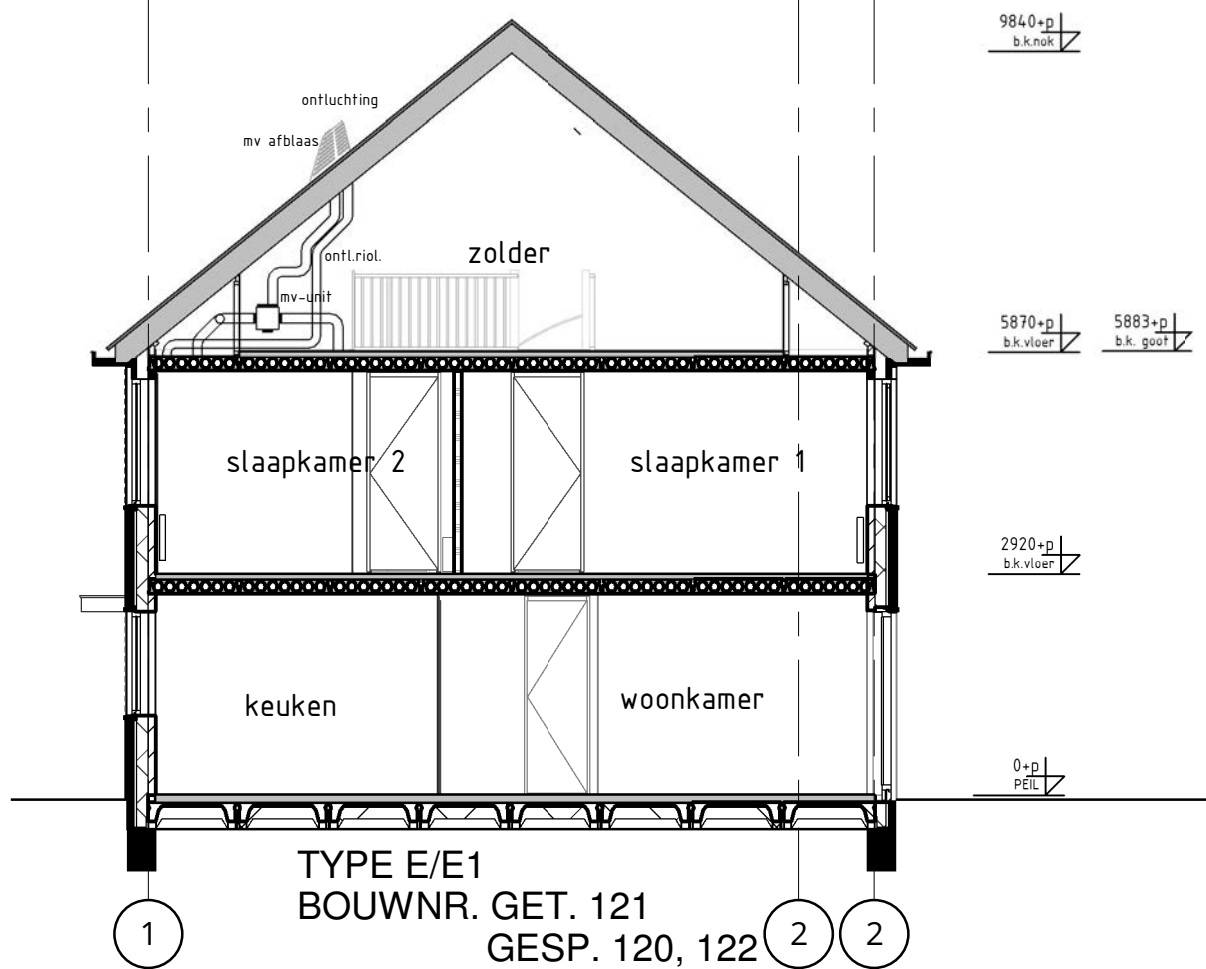 9840+p
b.k.nok
ontluchting
mv afblaas
zolder
ontl.riol.
mv-unit
5870+p
b.k.vloer
5883+p
b.k. goot
slaapkamer 2
slaapkamer 1
2920+p
b.k.vloer
keuken
woonkamer
0+p
PEIL
TYPE E/E1
BOUWNR. GET. 121
GESP. 120, 122
1
2
2